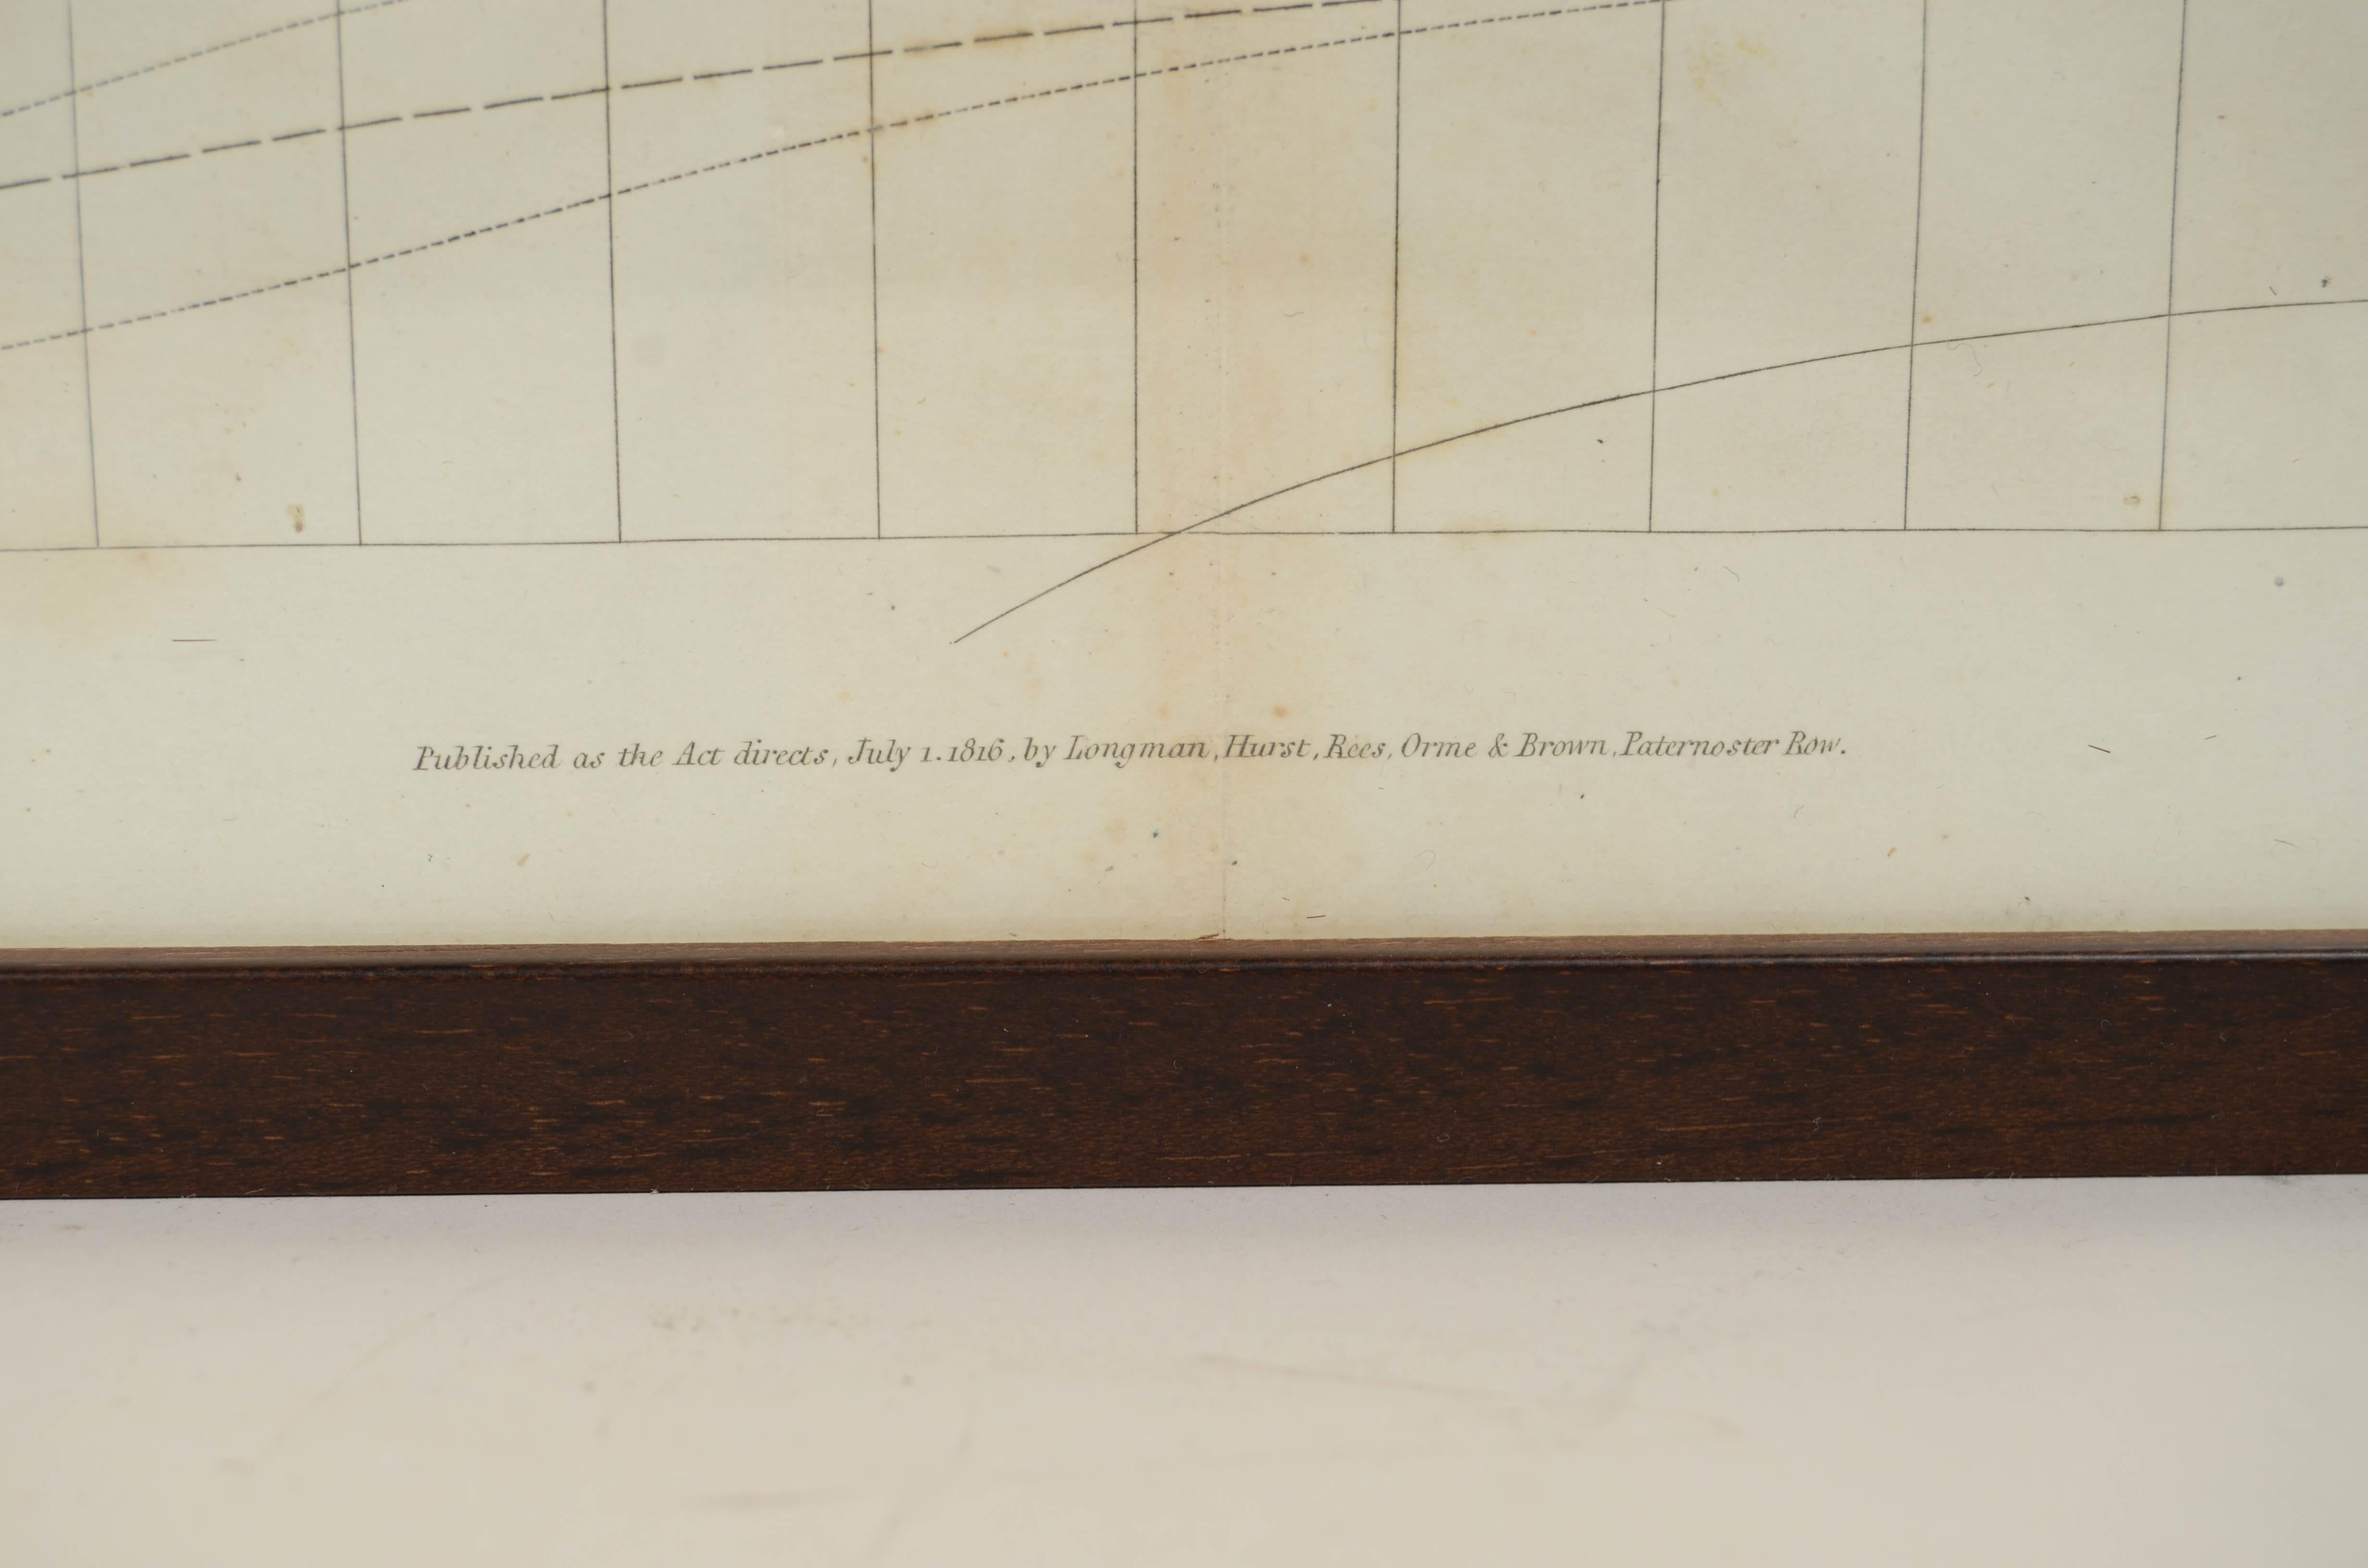 Published as the Act directs, July 1. 1816, by Longman, Hurst, Rees, Orme & Brown, Paternoster Row.